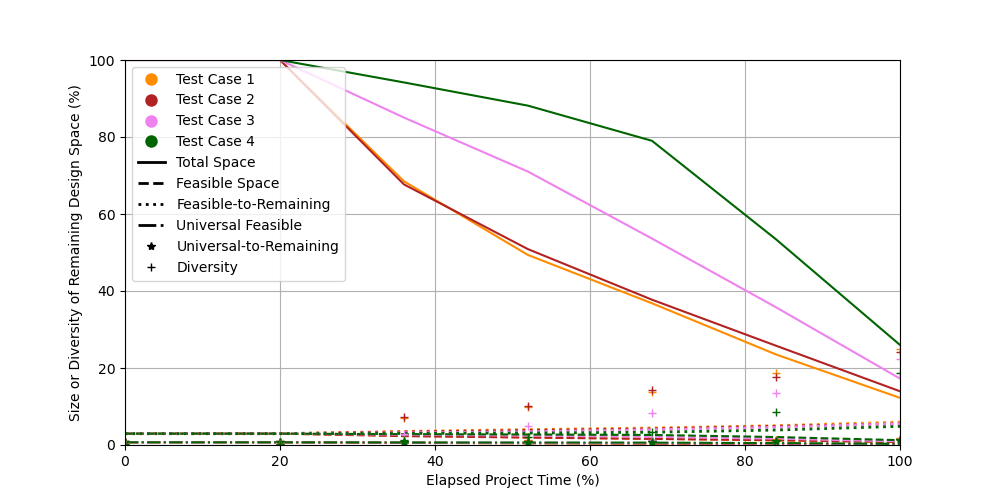 100
80
60
40
20
0
Size or Diversity of Remaining Design Space (%)
Test Case 1
Test Case 2
Test Case 3
Test Case 4
Total Space
Feasible Space
Feasible-to-Remaining
Universal Feasible
Universal-to-Remaining
Diversity
0 20 40 60 80 100
Elapsed Project Time (%)